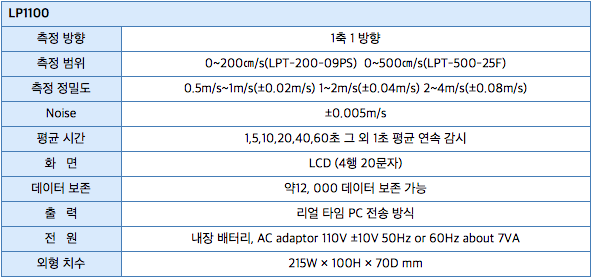 LP1100
측정 방향 1축 1 방향
측정 범위 0~200㎝/s(LPT-200-09PS) 0~500㎝/s(LPT-500-25F)
측정 정밀도 0.5m/s~1m/s(±0.02m/s) 1~2m/s(±0.04m/s) 2~4m/s(±0.08m/s)
Noise ±0.005m/s
평균 시간 1,5,10,20,40,60초 그 외 1초 평균 연속 감시
화 면 LCD (4행 20문자)
데이터 보존 약12, 000 데이터 보존 가능
출 력 리얼 타임 PC 전송 방식
전 원 내장 배터리, AC adaptor 110V ±10V 50Hz or 60Hz about 7VA
외형 치수 215W × 100H × 70D mm